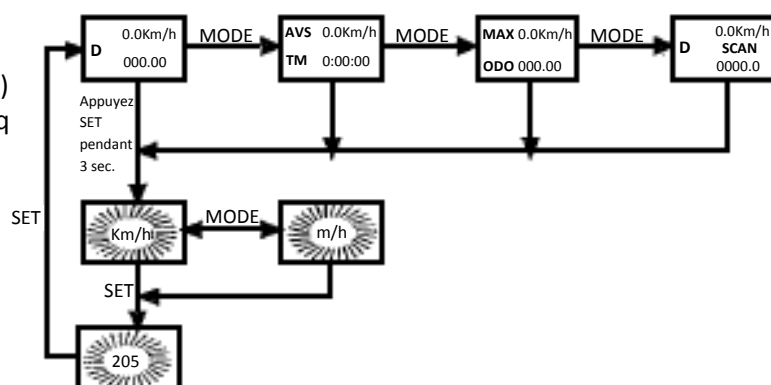 0.0Km/h
D
000.00
MODE
AVS 0.0Km/h
TM 0:00:00
MODE
MAX 0.0Km/h
ODO 000.00
MODE
0.0Km/h
D SCAN
0000.0
)
q
Appuyez
SET
pendant
3 sec.
SET
Km/h
MODE
m/h
SET
205